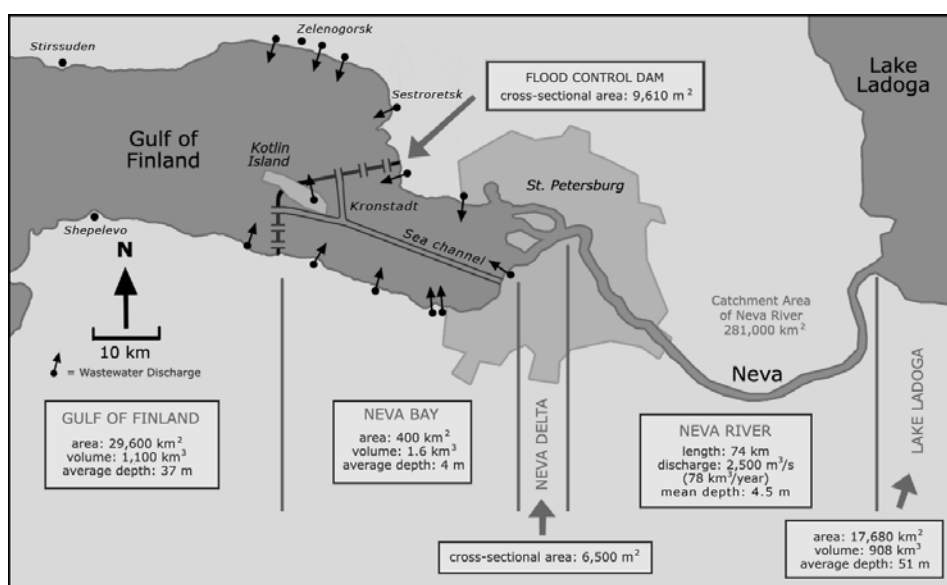 Stirssuden
Zelenogorsk
Lake
Ladoga
FLOOD CONTROL DAM
cross-sectional area: 9,610 m²
Sestroretsk
Gulf of
Finland
Kotlin
Island
St. Petersburg
Kronstadt
Shepelevo
Sea channel
N
10 km
= Wastewater Discharge
Catchment Area
of Neva River
281,000 km²
Neva
GULF OF FINLAND
area: 29,600 km²
volume: 1,100 km³
average depth: 37 m
NEVA BAY
area: 400 km²
volume: 1.6 km³
average depth: 4 m
NEVA DELTA
NEVA RIVER
length: 74 km
discharge: 2,500 m³/s
(78 km³/year)
mean depth: 4.5 m
LAKE LADOGA
cross-sectional area: 6,500 m²
area: 17,680 km²
volume: 908 km³
average depth: 51 m